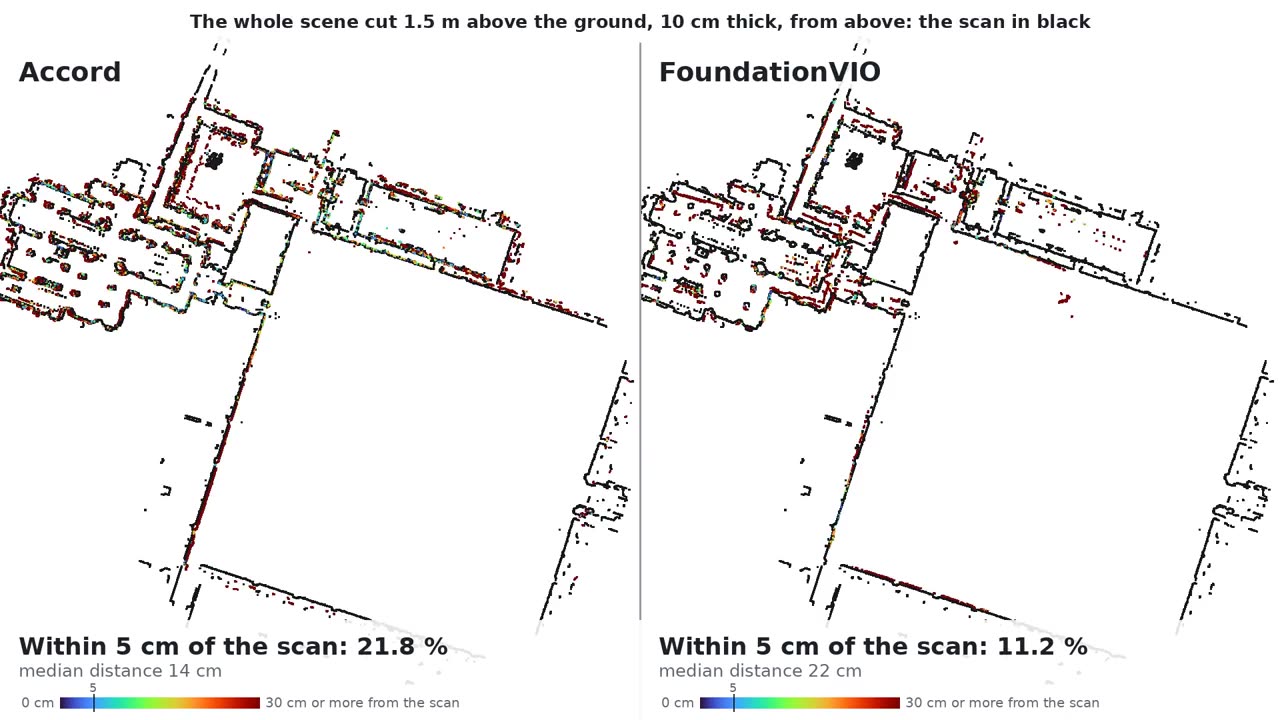 The whole scene cut 1.5 m above the ground, 10 cm thick, from above: the scan in black
Accord
FoundationVIO
Within 5 cm of the scan: 21.8 %
median distance 14 cm
5
0 cm
30 cm or more from the scan
Within 5 cm of the scan: 11.2 %
median distance 22 cm
5
0 cm
30 cm or more from the scan